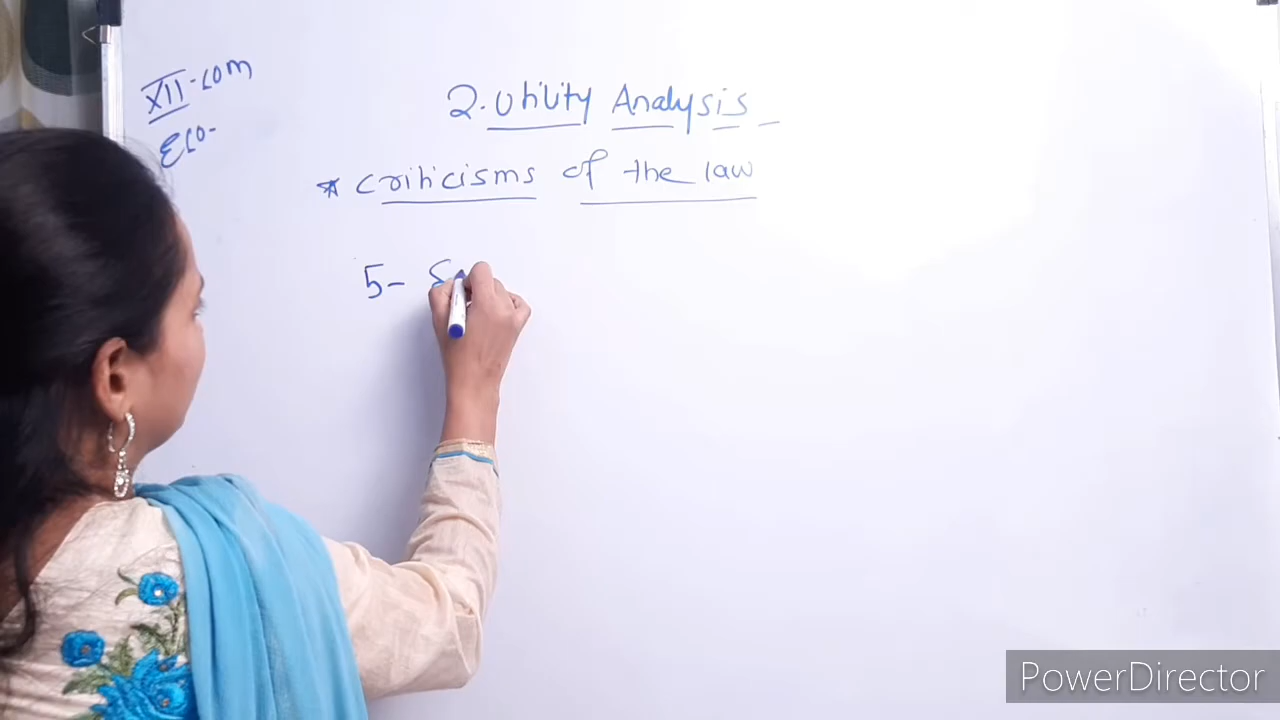 XII-com
Eco-
2. Utility Analysis
* Criticisms of the law
5- S
PowerDirector